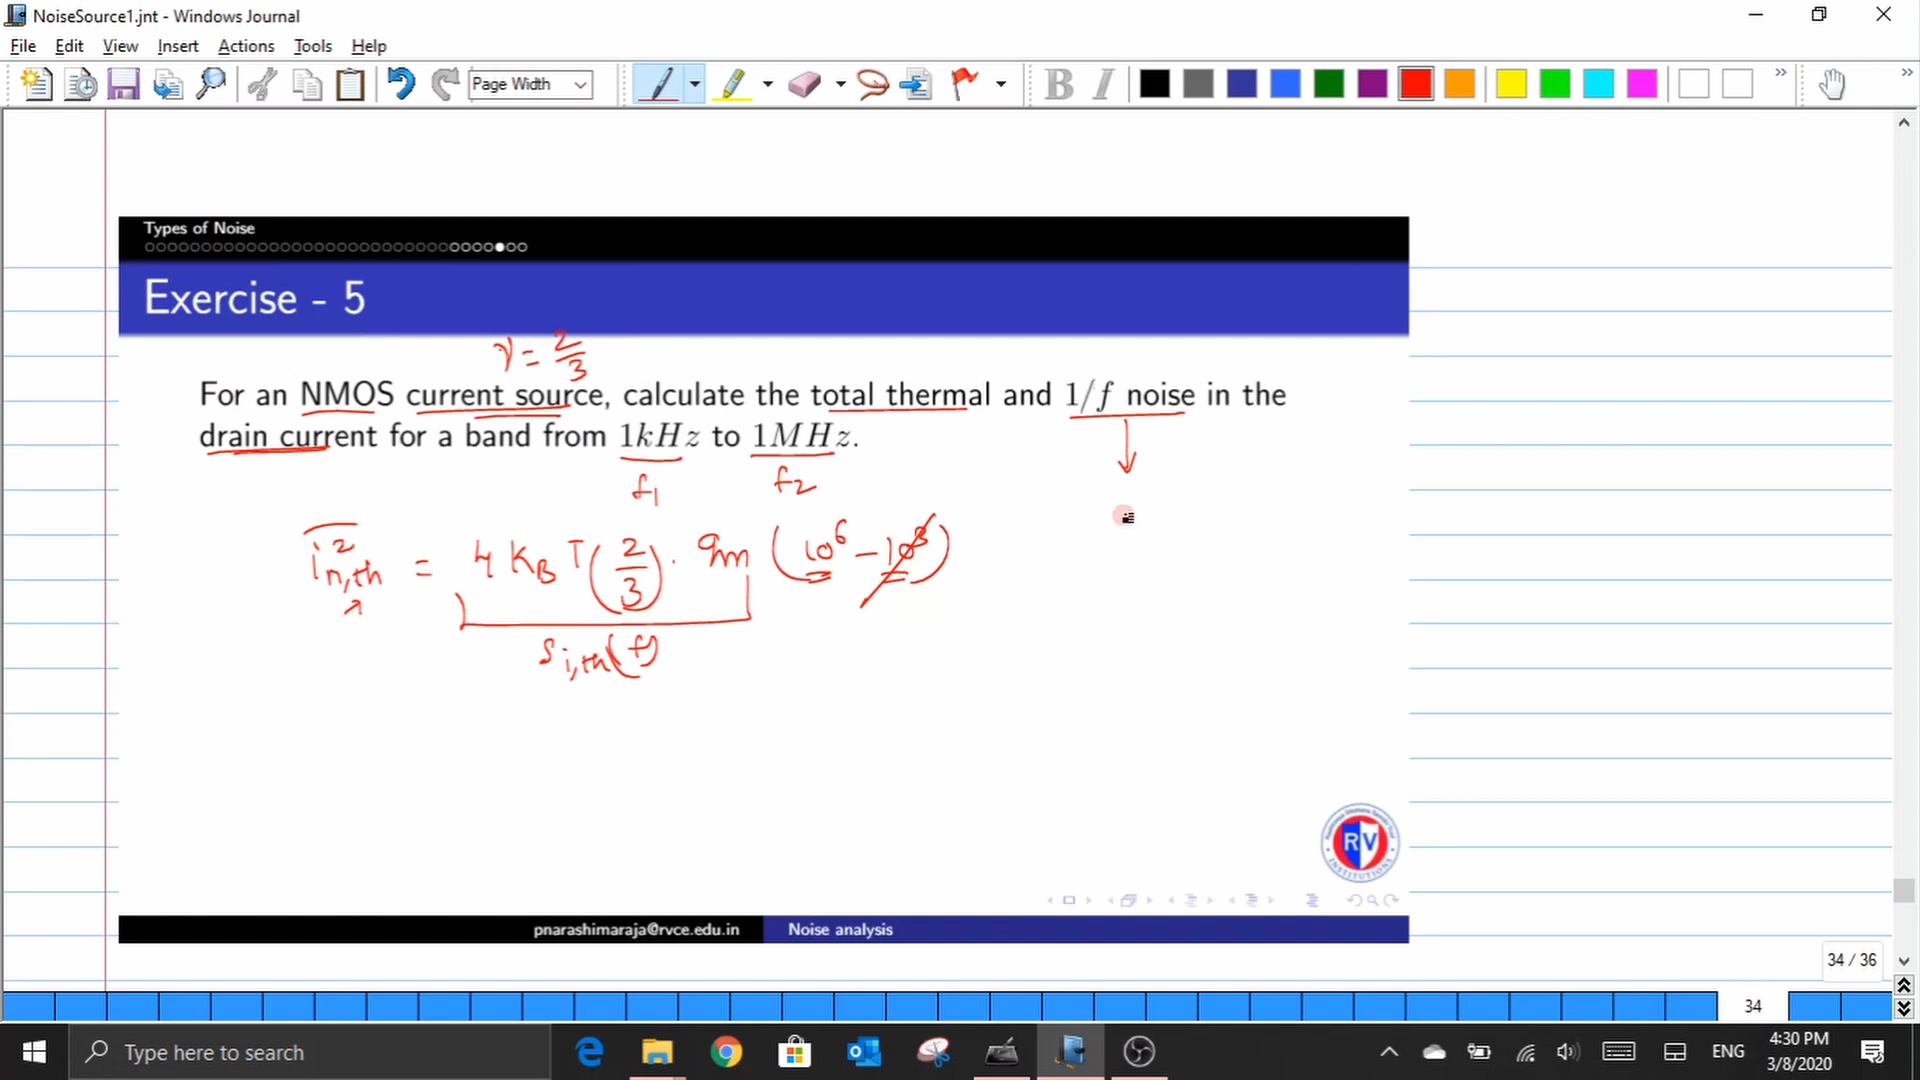 NoiseSource1.jnt - Windows Journal
File Edit View Insert Actions Tools Help
Page Width
B I
Types of Noise
Exercise - 5
γ = 2/3
For an NMOS current source, calculate the total thermal and 1/f noise in the
drain current for a band from 1kHz to 1MHz.
f1 f2
i²n,th = 4 KB T (2/3) · gm (10⁶ - 10³)
Si,th(f)
RV
INSTITUTIONS
pnarashimaraja@rvce.edu.in Noise analysis
34 / 36
34
Type here to search
ENG
4:30 PM
3/8/2020